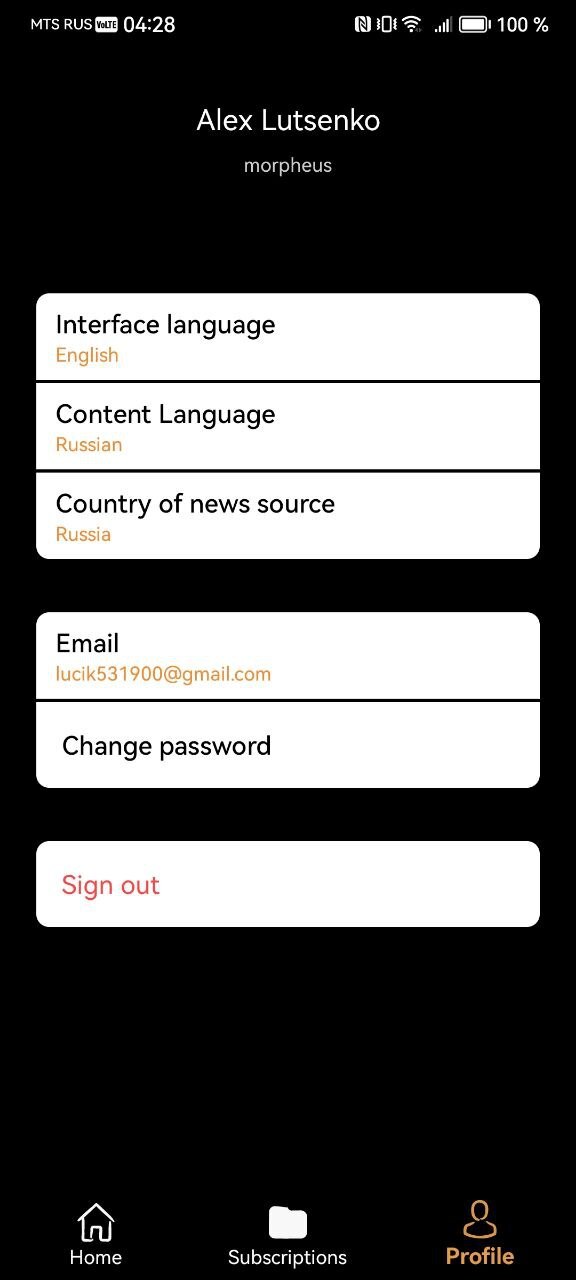 MTS RUS VoLTE 04:28 100 %
Alex Lutsenko
morpheus
Interface language
English
Content Language
Russian
Country of news source
Russia
Email
lucik531900@gmail.com
Change password
Sign out
Home Subscriptions Profile